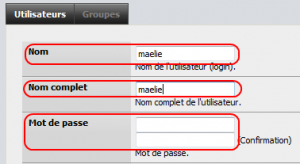 Utilisateurs Groupes
Nom
maelie
Nom de l'utilisateur (login).
Nom complet
maelie
Nom complet de l'utilisateur.
Mot de passe
(Confirmation)
Mot de passe.